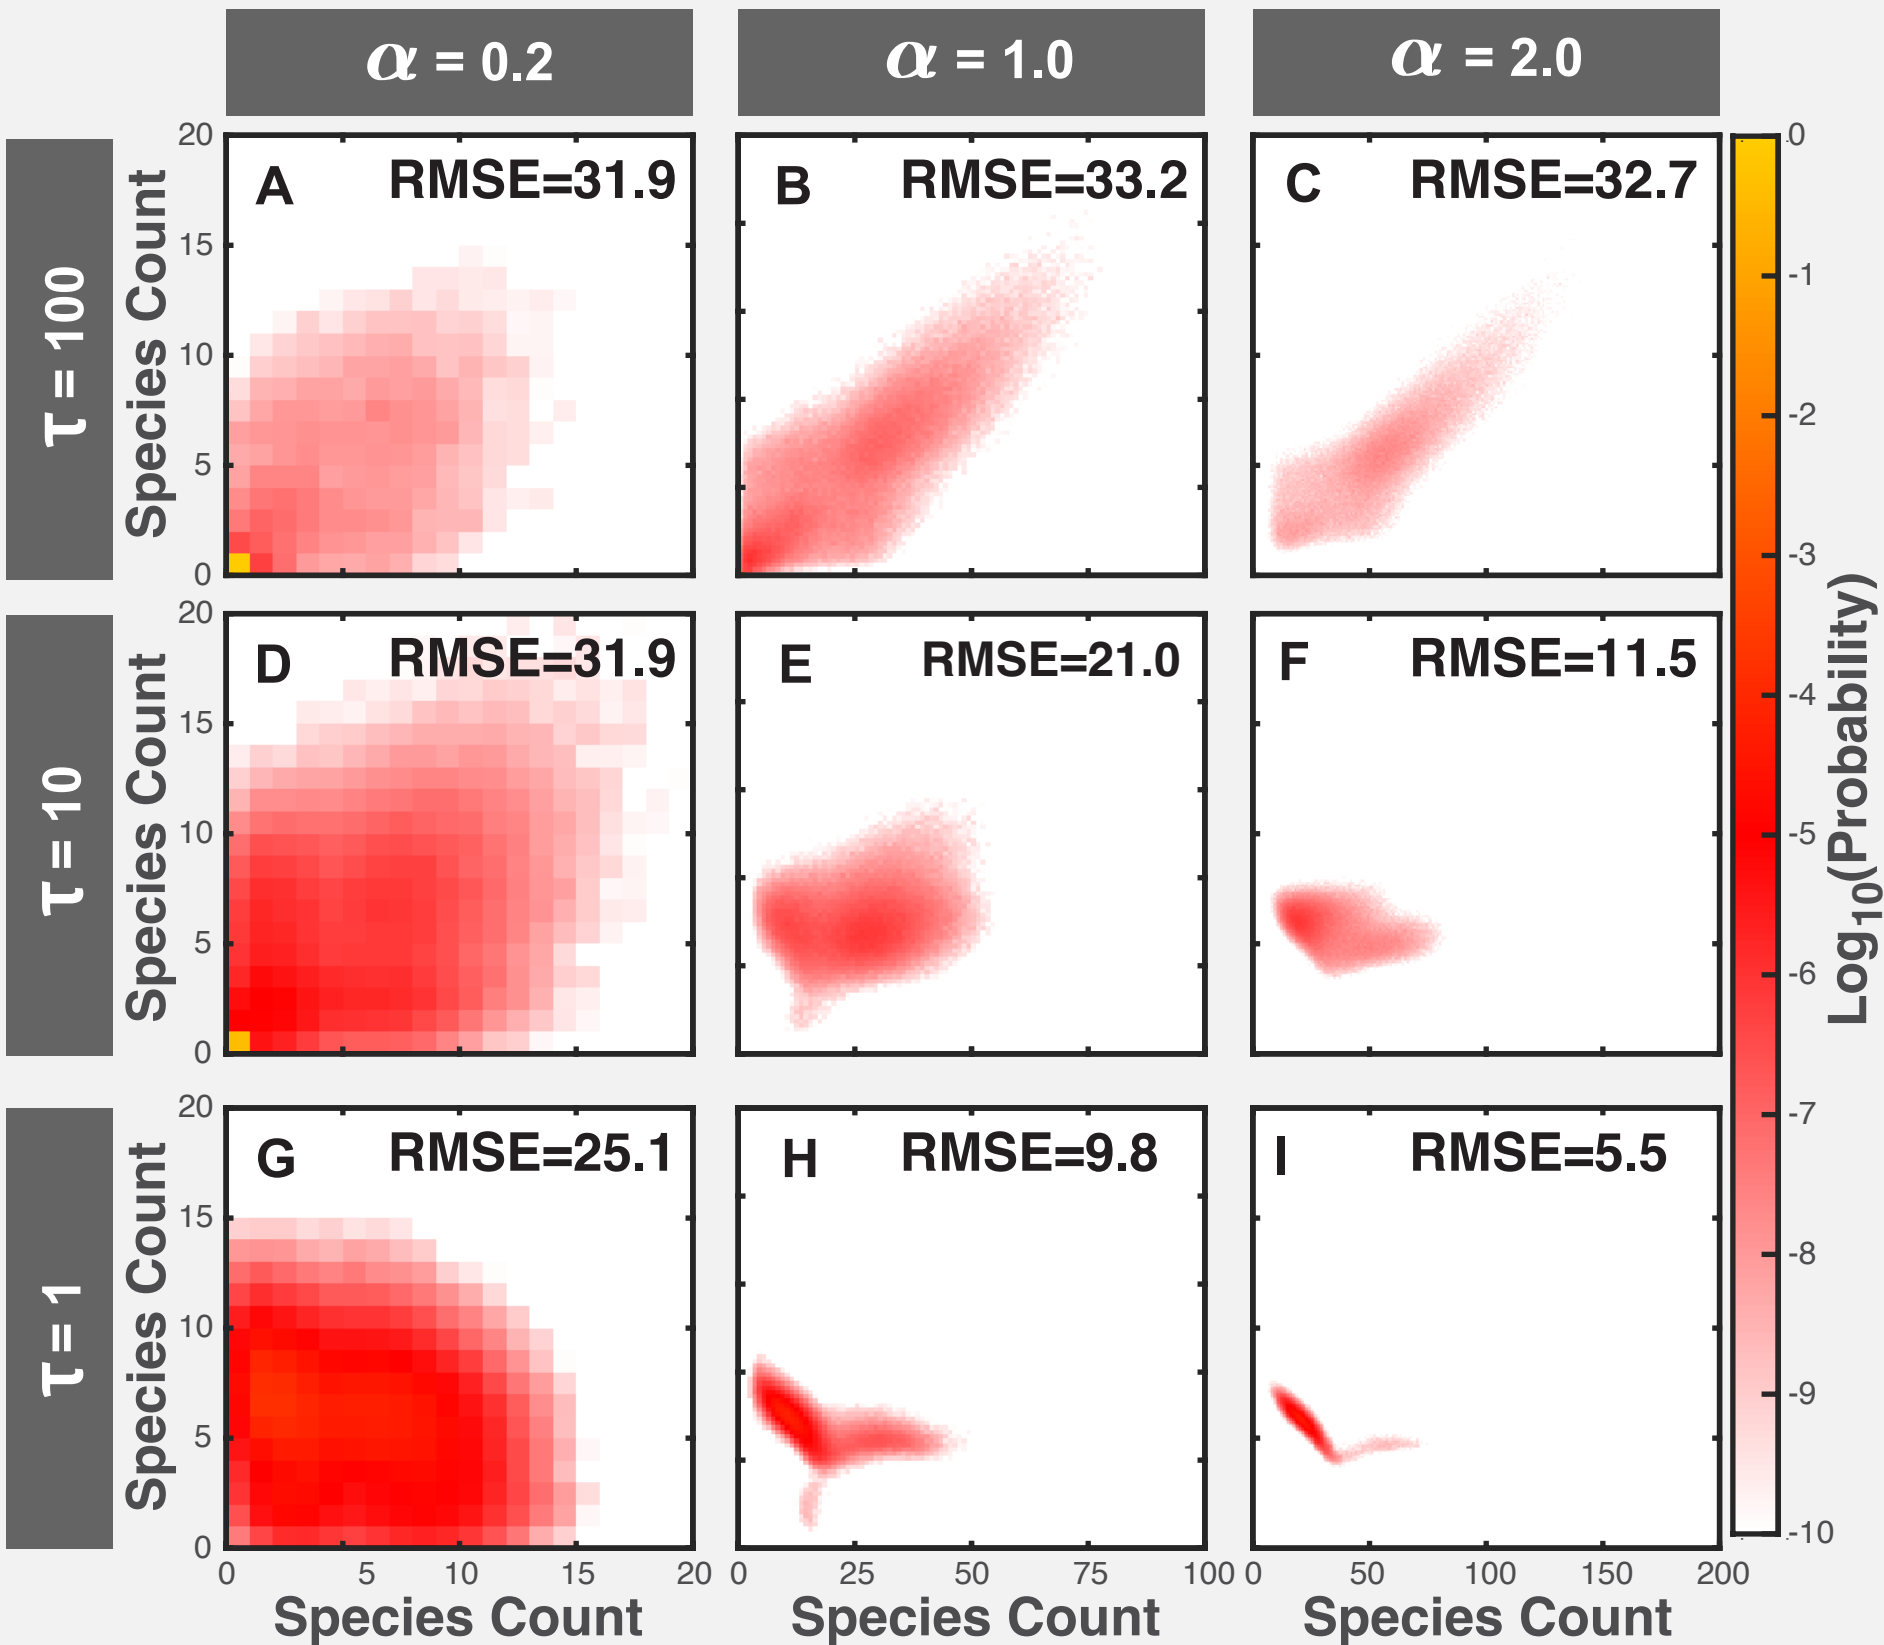 α = 0.2
α = 1.0
α = 2.0
τ = 100
Species Count
20
15
10
5
0
A RMSE=31.9
B RMSE=33.2
C RMSE=32.7
τ = 10
Species Count
20
15
10
5
0
D RMSE=31.9
E RMSE=21.0
F RMSE=11.5
τ = 1
Species Count
20
15
10
5
0
G RMSE=25.1
H RMSE=9.8
I RMSE=5.5
0 5 10 15 20
0 25 50 75 100
0 50 100 150 200
Species Count
Species Count
Species Count
0
-1
-2
-3
-4
-5
-6
-7
-8
-9
-10
Log10(Probability)